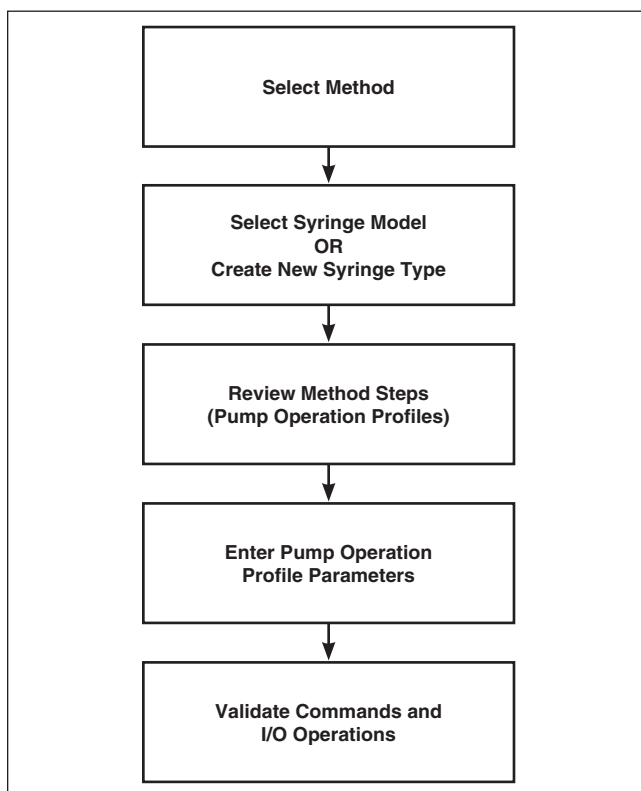 Select Method
Select Syringe Model
OR
Create New Syringe Type
Review Method Steps
(Pump Operation Profiles)
Enter Pump Operation
Profile Parameters
Validate Commands and
I/O Operations